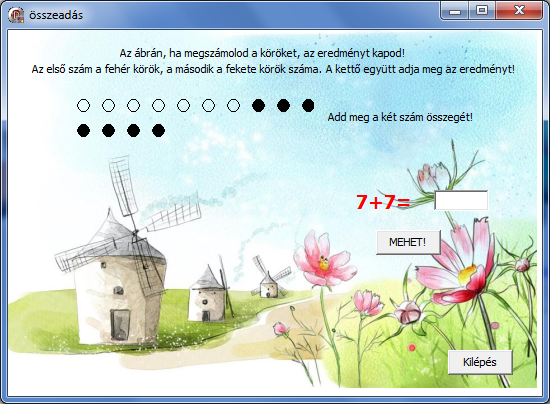 összeadás
Az ábrán, ha megszámolod a köröket, az eredményt kapod!
Az első szám a fehér körök, a második a fekete körök száma. A kettő együtt adja meg az eredményt!
Add meg a két szám összegét!
7+7=
MEHET!
Kilépés